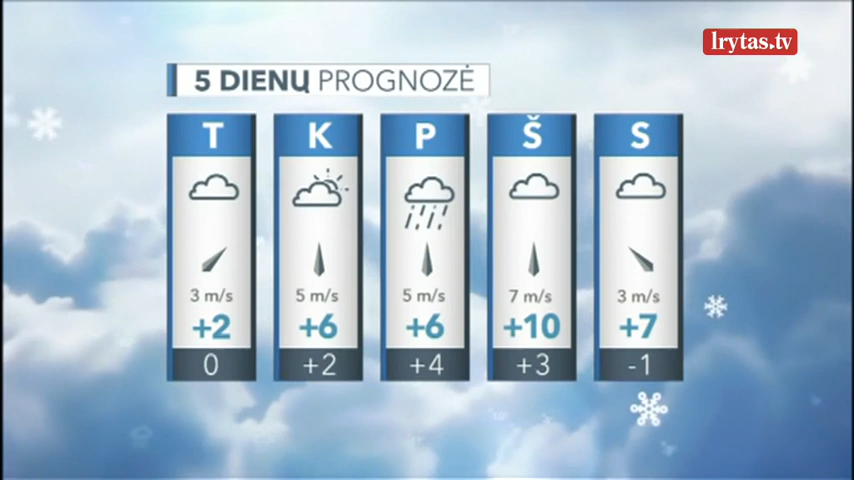 lrytas.tv
5 DIENŲ PROGNOZĖ
T K P Š S
3 m/s 5 m/s 5 m/s 7 m/s 3 m/s
+2 +6 +6 +10 +7
0 +2 +4 +3 -1